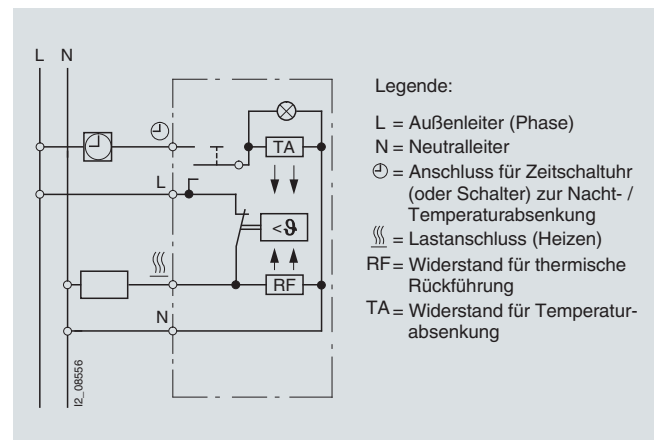 L N
TA
L
<ϑ
RF
N
I2_08556
Legende:
L = Außenleiter (Phase)
N = Neutralleiter
= Anschluss für Zeitschaltuhr
(oder Schalter) zur Nacht- /
Temperaturabsenkung
= Lastanschluss (Heizen)
RF = Widerstand für thermische
Rückführung
TA = Widerstand für Temperatur-
absenkung